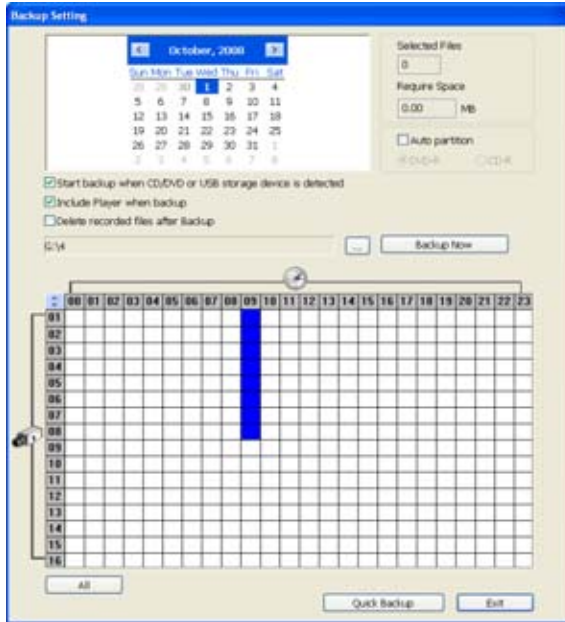 Backup Setting
October, 2008
Sun Mon Tue Wed Thu Fri Sat
28 29 30 1 2 3 4
5 6 7 8 9 10 11
12 13 14 15 16 17 18
19 20 21 22 23 24 25
26 27 28 29 30 31 1
2 3 4 5 6 7 8
Selected Files
0
Require Space
0.00 MB
Auto partition
DVD-R CD-R
Start backup when CD/DVD or USB storage device is detected
Include Player when backup
Delete recorded files after Backup
G:\4
... Backup Now
00 01 02 03 04 05 06 07 08 09 10 11 12 13 14 15 16 17 18 19 20 21 22 23
01
02
03
04
05
06
07
08
09
10
11
12
13
14
15
16
All
Quick Backup Exit